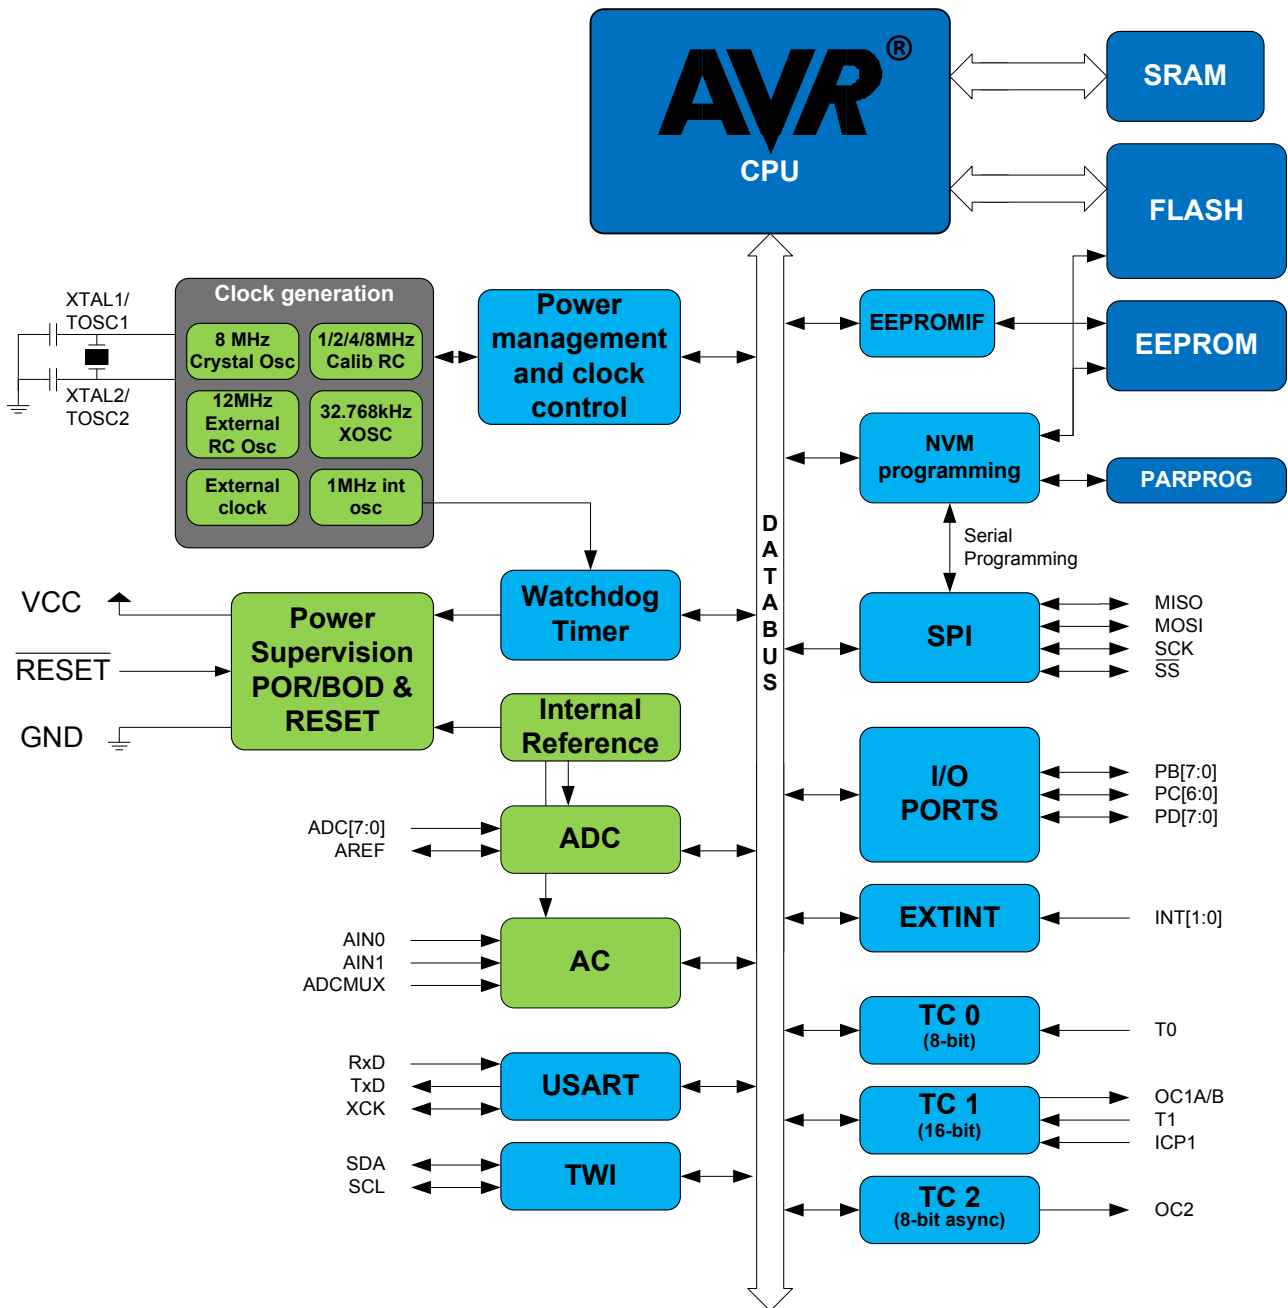 AVR®
CPU
SRAM
FLASH
EEPROM
PARPROG
EEPROMIF
NVM
programming
Serial
Programming
SPI
MISO
MOSI
SCK
SS
I/O
PORTS
PB[7:0]
PC[6:0]
PD[7:0]
EXTINT
INT[1:0]
TC 0
(8-bit)
T0
TC 1
(16-bit)
OC1A/B
T1
ICP1
TC 2
(8-bit async)
OC2
DATABUS
XTAL1/
TOSC1
XTAL2/
TOSC2
Clock generation
8 MHz
Crystal Osc
1/2/4/8MHz
Calib RC
12MHz
External
RC Osc
32.768kHz
XOSC
External
clock
1MHz int
osc
Power
management
and clock
control
Watchdog
Timer
VCC
RESET
GND
Power
Supervision
POR/BOD &
RESET
Internal
Reference
ADC[7:0]
AREF
ADC
AIN0
AIN1
ADCMUX
AC
RxD
TxD
XCK
USART
SDA
SCL
TWI